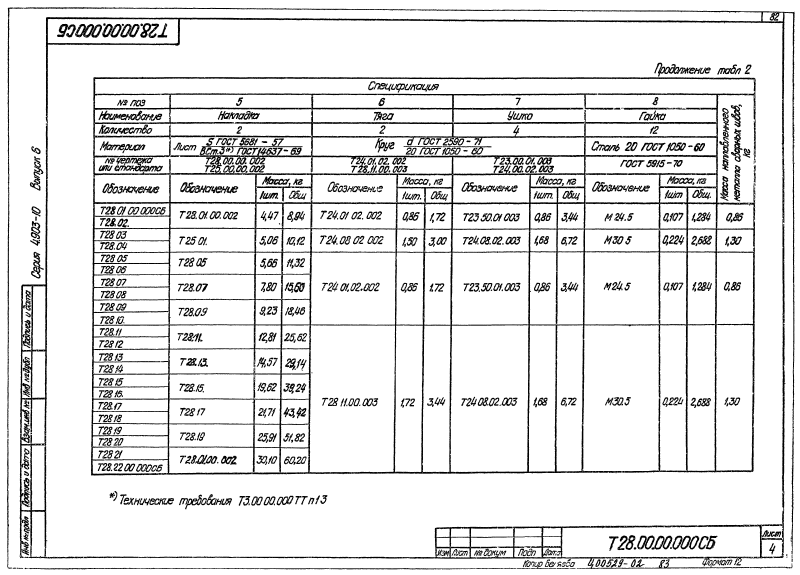 82
Т28.00.00.000СБ
Продолжение табл 2
Спецификация
№ поз 5 6 7 8 Масса наплавленного металла сварных швов, кг
Наименование Накладка Тяга Ушко Гайка
Количество 2 2 4 12
Материал Лист 5 ГОСТ 5681-57 / ВСт.3*) ГОСТ 14637-69 Круг d ГОСТ 2590-71 / 20 ГОСТ 1050-60 Сталь 20 ГОСТ 1050-60
№ чертежа или стандарта Т28.00.00.002 Т25.00.00.002 Т24.01.02.002 Т28.11.00.003 Т23.00.01.003 Т24.00.02.003 ГОСТ 5915-70
Обозначение Обозначение Масса, кг Обозначение Масса, кг Обозначение Масса, кг Обозначение Масса, кг
1шт. Общ 1шт. Общ. 1шт. Общ. 1шт Общ.
Т28.01.00.000СБ Т28.01.00.002 4,47 8,94 Т24.01.02.002 0,86 1,72 Т23.50.01.003 0,86 3,44 М24.5 0,107 1,284 0,86
Т28.02.
Т28.03 Т25.01. 5,06 10,12 Т24.08.02.002 1,50 3,00 Т24.08.02.003 1,68 6,72 М30.5 0,224 2,688 1,30
Т28.04
Т28.05 Т28.05 5,66 11,32
Т28.06
Т28.07 Т28.07 7,80 15,60 Т24.01.02.002 0,86 1,72 Т23.50.01.003 0,86 3,44 М24.5 0,107 1,284 0,86
Т28.08
Т28.09 Т28.09 9,23 18,46
Т28.10.
Т28.11 Т28.11. 12,81 25,62
Т28.12
Т28.13 Т28.13. 14,57 29,14
Т28.14
Т28.15 Т28.15. 19,62 39,24
Т28.16.
Т28.17 Т28.17 21,71 43,42 Т28.11.00.003 1,72 3,44 Т24.08.02.003 1,68 6,72 М30.5 0,224 2,688 1,30
Т28.18
Т28.19 Т28.19 25,91 51,82
Т28.20
Т28.21 Т28.01.00.002 30,10 60,20
Т28.22.00.000СБ
*) Технические требования Т3.00.00.000 ТТ п1.3
Серия 4.903-10 Выпуск 6
Инв №подл Подпись и дата Взам инв № Инв №дубл Подпись и дата
Изм Лист № докум Подп Дата
Т28.00.00.000СБ
Лист
4
Копир 400529-02 83 Формат 12